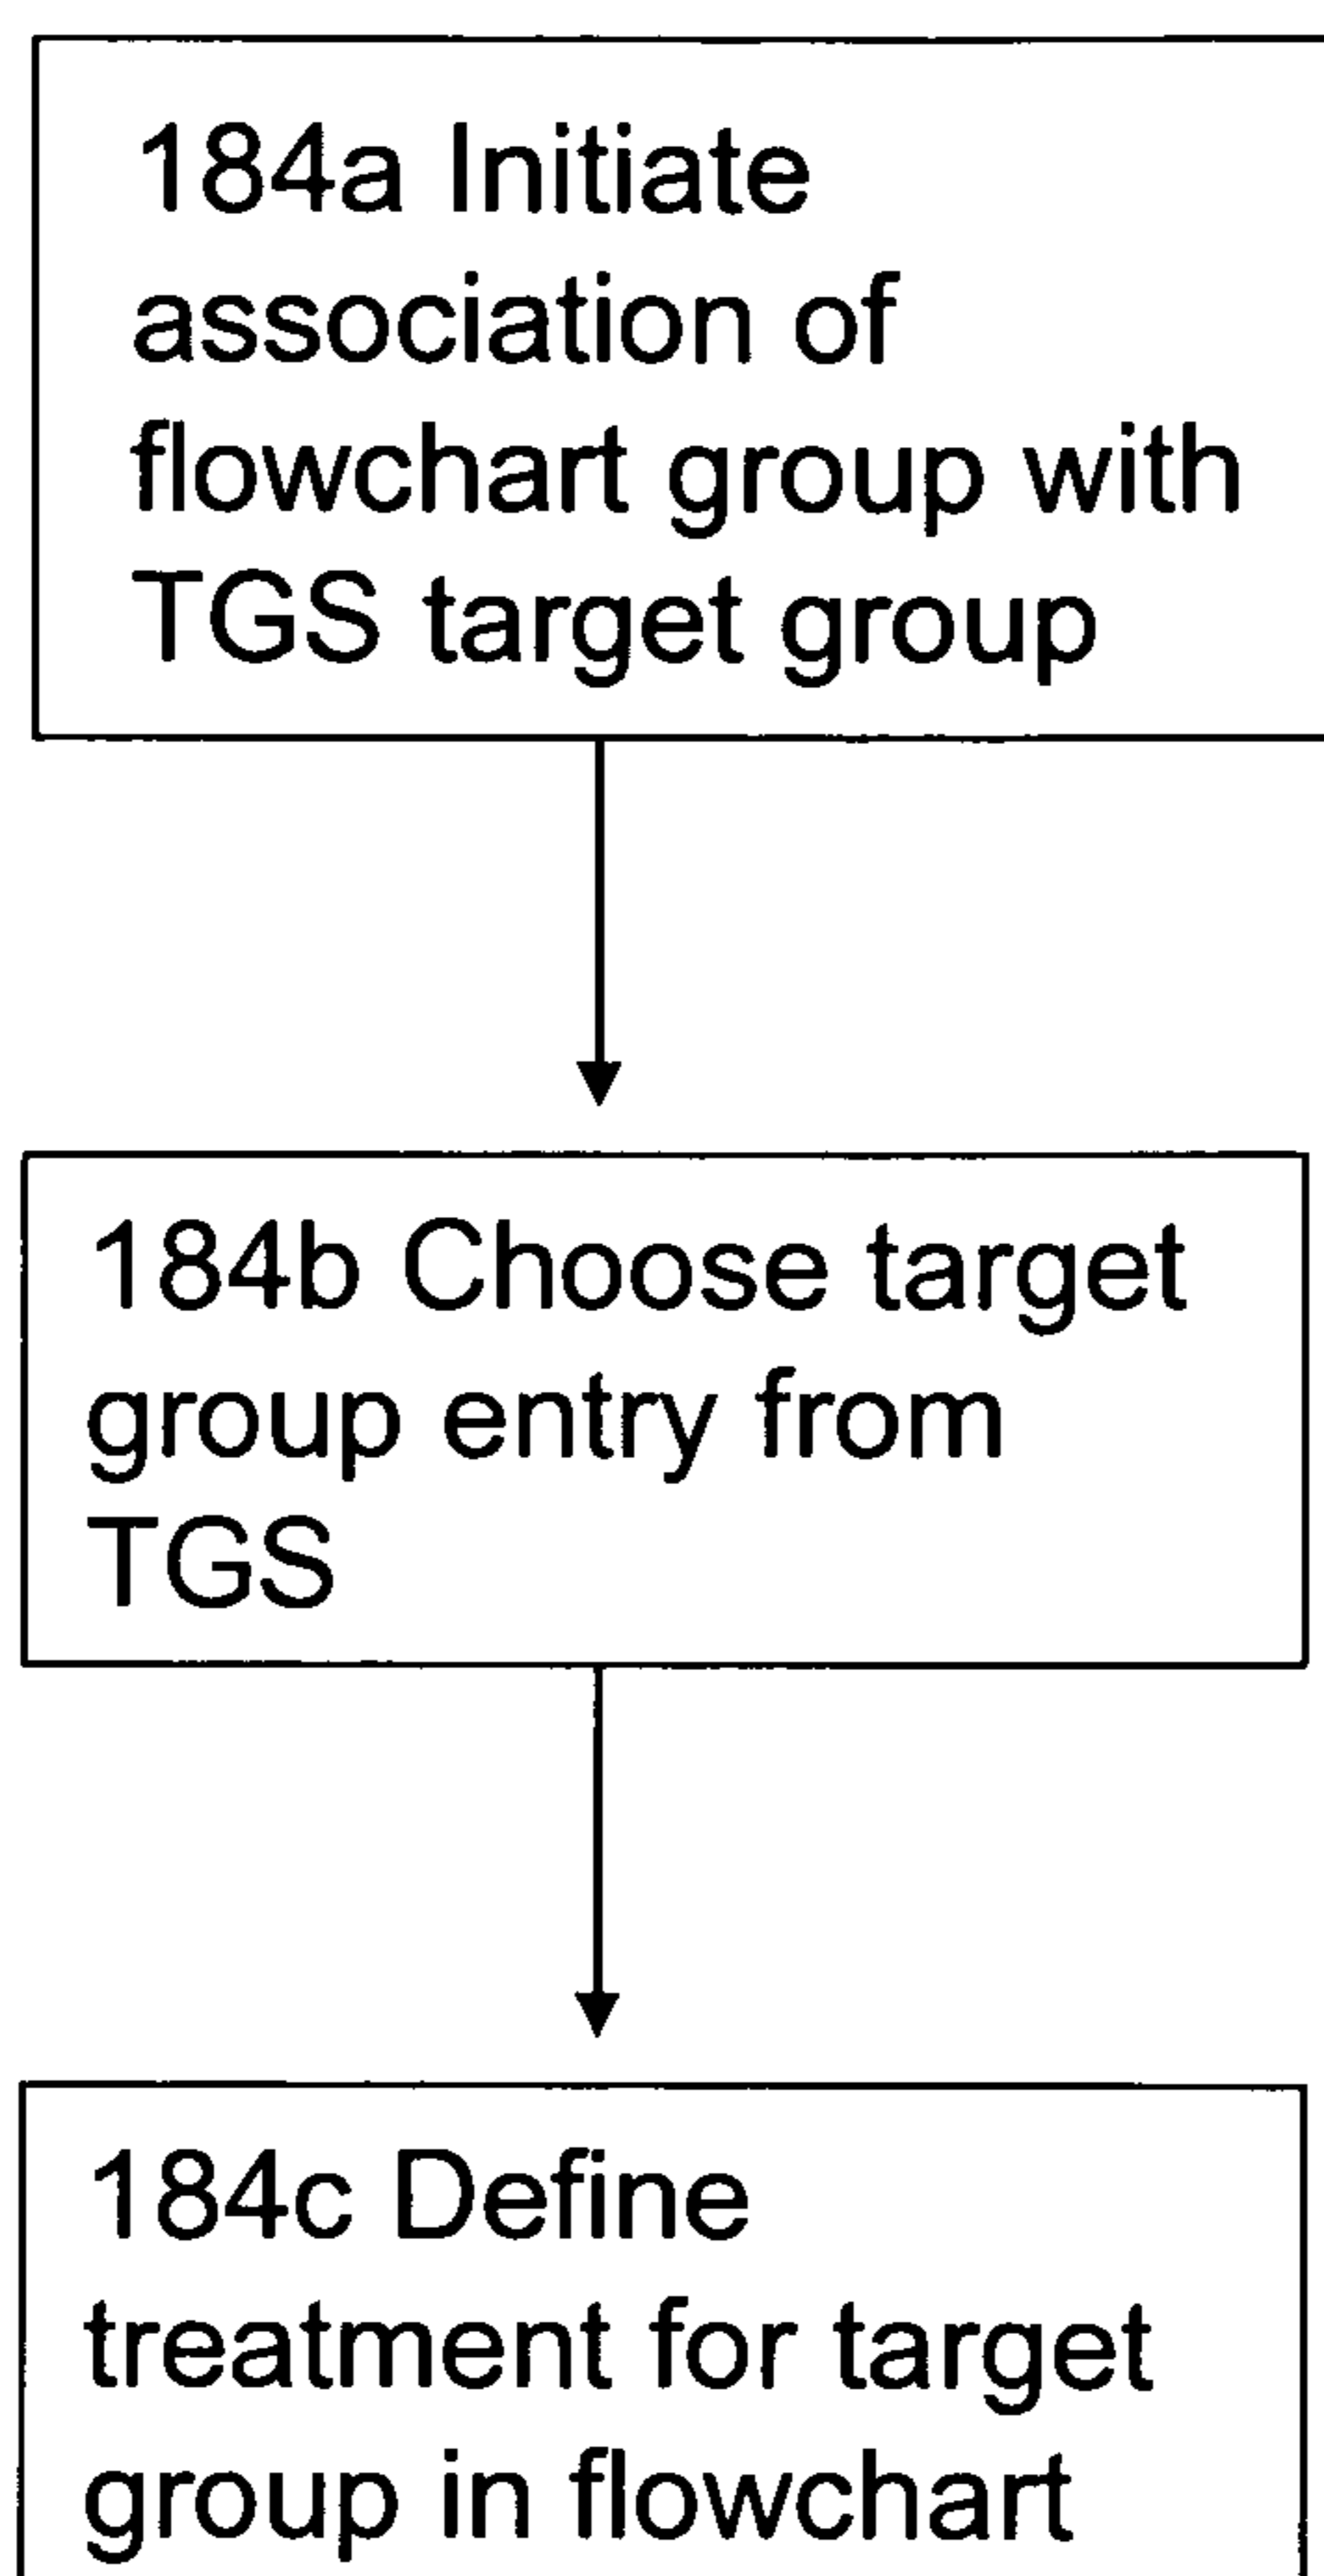 184a Initiate
association of
flowchart group with
TGS target group
184b Choose target
group entry from
TGS
184c Define
treatment for target
group in flowchart